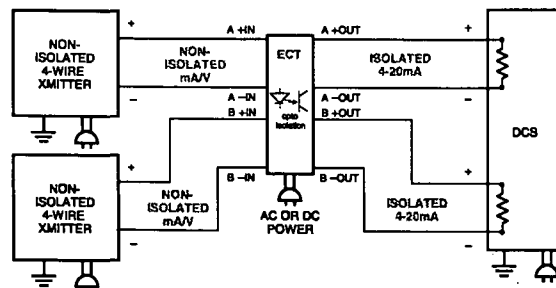 NON-
ISOLATED
4-WIRE
XMITTER
+
−
NON-
ISOLATED
mA/V
A +IN
A −IN
B +IN
B −IN
ECT
opto
isolation
AC OR DC
POWER
A +OUT
A −OUT
B +OUT
B −OUT
ISOLATED
4-20mA
+
−
DCS
NON-
ISOLATED
4-WIRE
XMITTER
+
−
NON-
ISOLATED
mA/V
ISOLATED
4-20mA
+
−